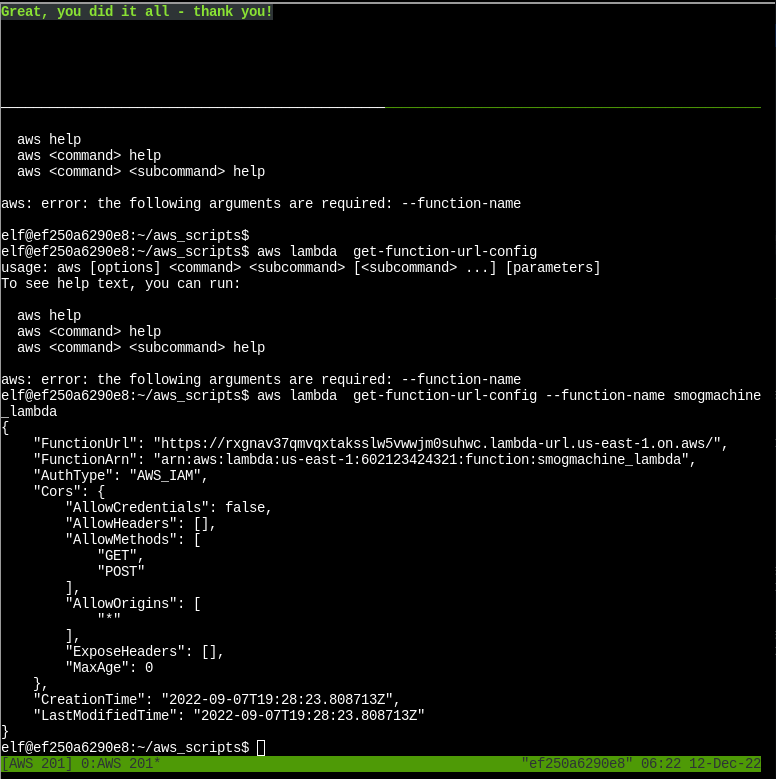 Great, you did it all - thank you!
  aws help
  aws <command> help
  aws <command> <subcommand> help
aws: error: the following arguments are required: --function-name
elf@ef250a6290e8:~/aws_scripts$
elf@ef250a6290e8:~/aws_scripts$ aws lambda  get-function-url-config
usage: aws [options] <command> <subcommand> [<subcommand> ...] [parameters]
To see help text, you can run:
  aws help
  aws <command> help
  aws <command> <subcommand> help
aws: error: the following arguments are required: --function-name
elf@ef250a6290e8:~/aws_scripts$ aws lambda  get-function-url-config --function-name smogmachine
_lambda
{
    "FunctionUrl": "https://rxgnav37qmvqxtaksslw5vwwjm0suhwc.lambda-url.us-east-1.on.aws/",
    "FunctionArn": "arn:aws:lambda:us-east-1:602123424321:function:smogmachine_lambda",
    "AuthType": "AWS_IAM",
    "Cors": {
        "AllowCredentials": false,
        "AllowHeaders": [],
        "AllowMethods": [
            "GET",
            "POST"
        ],
        "AllowOrigins": [
            "*"
        ],
        "ExposeHeaders": [],
        "MaxAge": 0
    },
    "CreationTime": "2022-09-07T19:28:23.808713Z",
    "LastModifiedTime": "2022-09-07T19:28:23.808713Z"
}
elf@ef250a6290e8:~/aws_scripts$
[AWS 201] 0:AWS 201* "ef250a6290e8" 06:22 12-Dec-22